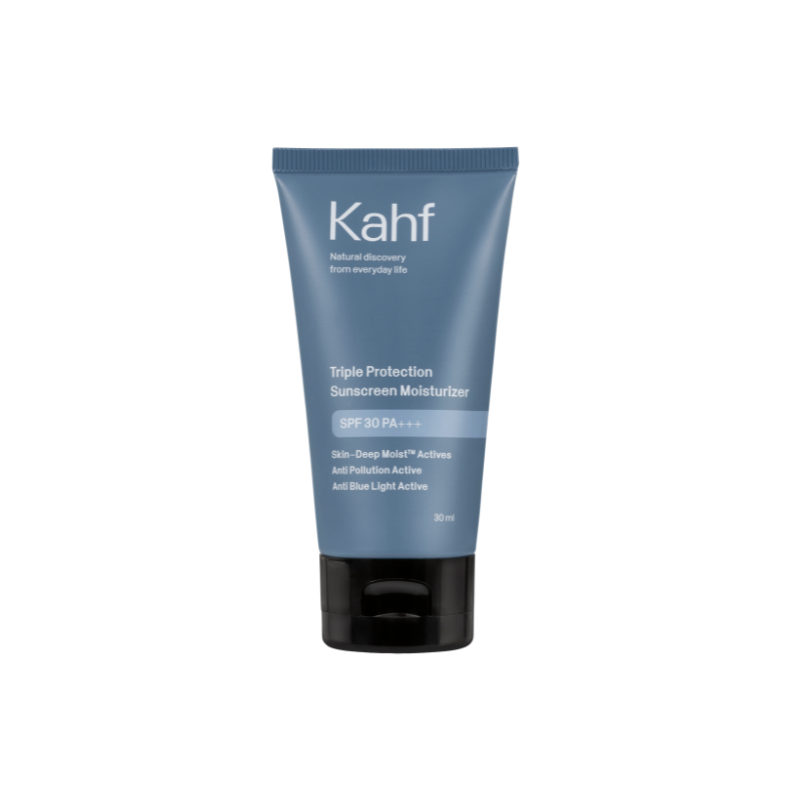 Kahf
Natural discovery
from everyday life
Triple Protection
Sunscreen Moisturizer
SPF 30 PA+++
Skin-Deep Moist™ Actives
Anti Pollution Active
Anti Blue Light Active
30 ml